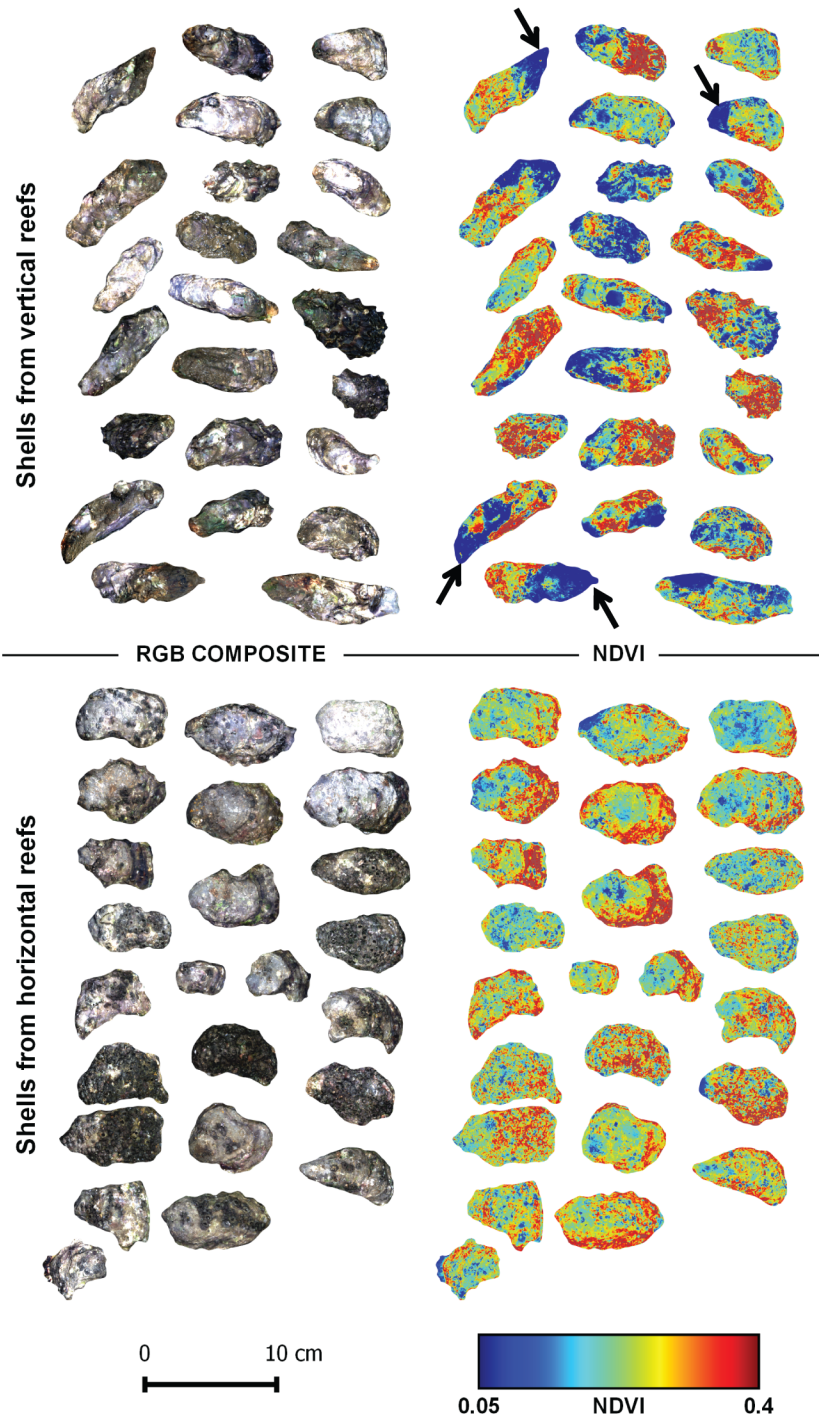 Shells from vertical reefs
RGB COMPOSITE
NDVI
Shells from horizontal reefs
0 10 cm
0.05 NDVI 0.4